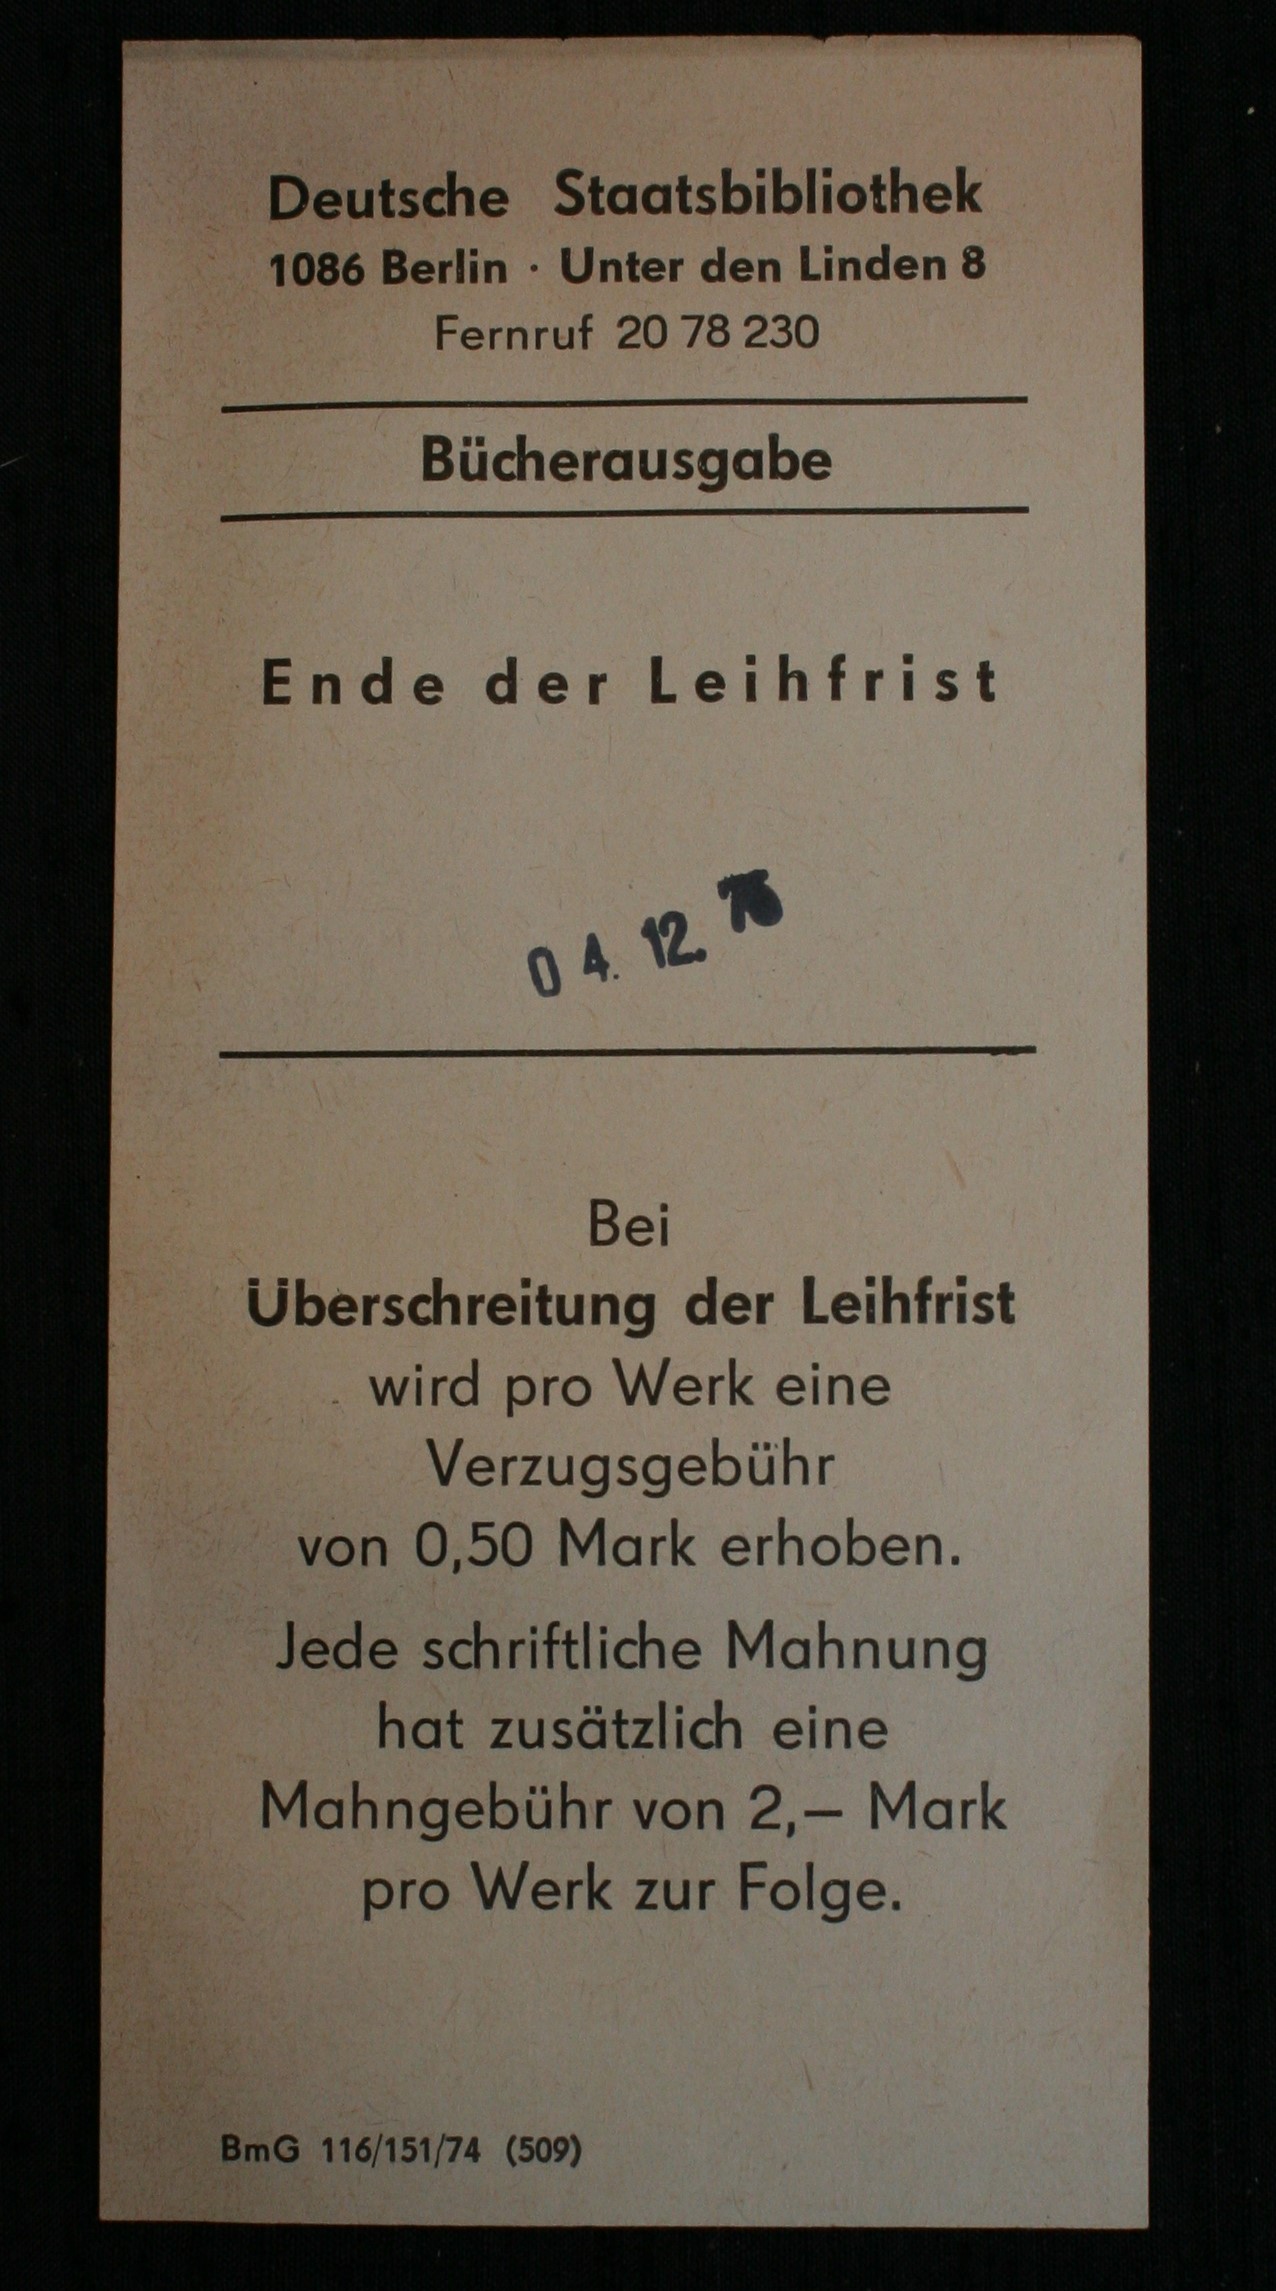 Deutsche Staatsbibliothek
1086 Berlin · Unter den Linden 8
Fernruf 20 78 230
Bücherausgabe
Ende der Leihfrist
04. 12.
Bei
Überschreitung der Leihfrist
wird pro Werk eine
Verzugsgebühr
von 0,50 Mark erhoben.
Jede schriftliche Mahnung
hat zusätzlich eine
Mahngebühr von 2,— Mark
pro Werk zur Folge.
BmG 116/151/74 (509)